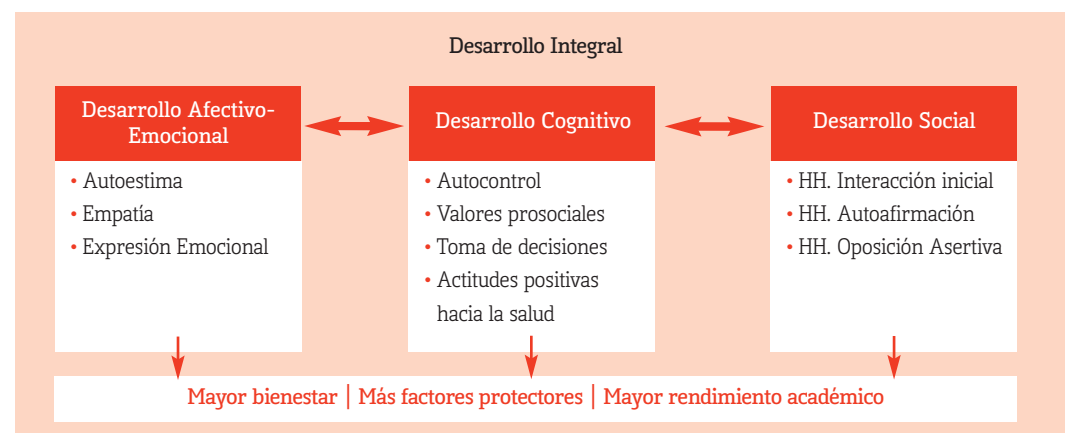 Desarrollo Integral
Desarrollo Afectivo-
Emocional
• Autoestima
• Empatía
• Expresión Emocional
Desarrollo Cognitivo
• Autocontrol
• Valores prosociales
• Toma de decisiones
• Actitudes positivas
hacia la salud
Desarrollo Social
• HH. Interacción inicial
• HH. Autoafirmación
• HH. Oposición Asertiva
Mayor bienestar | Más factores protectores | Mayor rendimiento académico